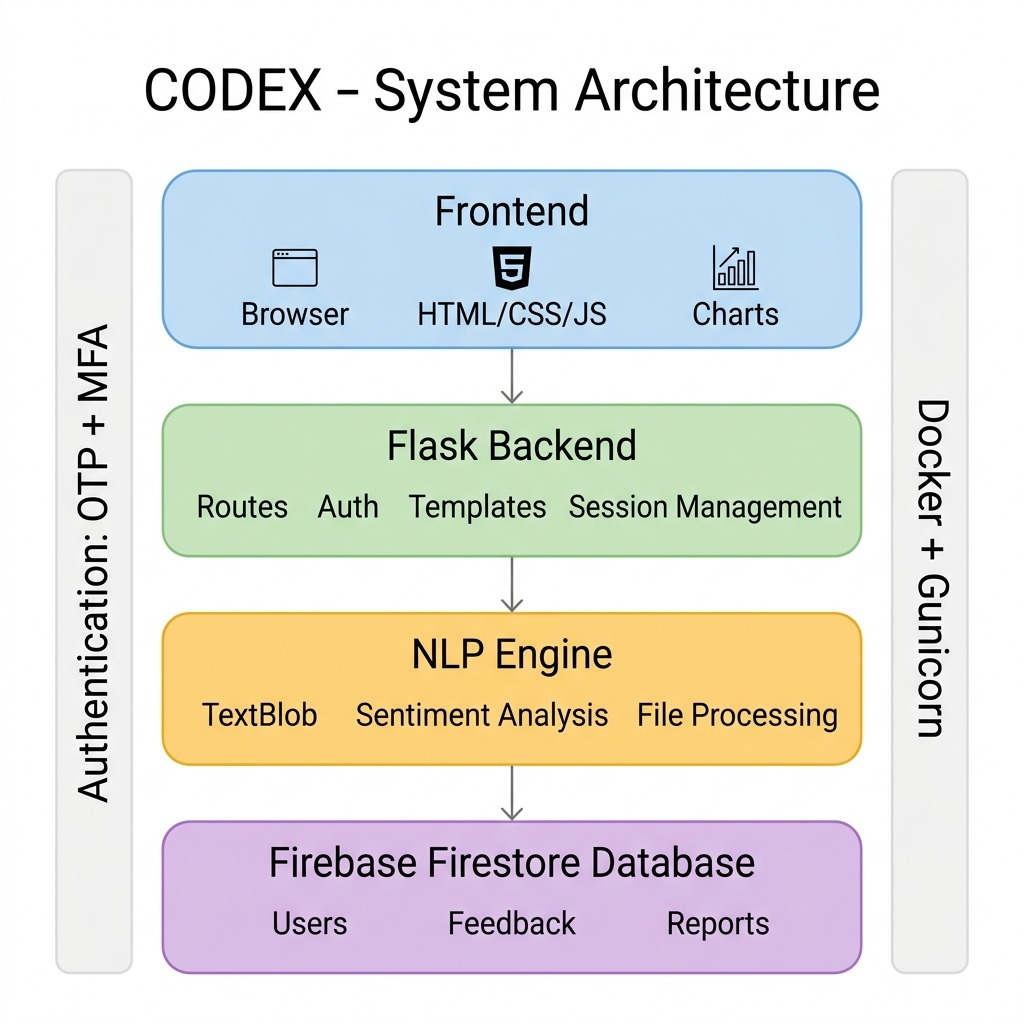 CODEX – System Architecture
Authentication: OTP + MFA
Frontend
5
Browser HTML/CSS/JS Charts
Flask Backend
Routes Auth Templates Session Management
NLP Engine
TextBlob Sentiment Analysis File Processing
Firebase Firestore Database
Users Feedback Reports
Docker + Gunicorn